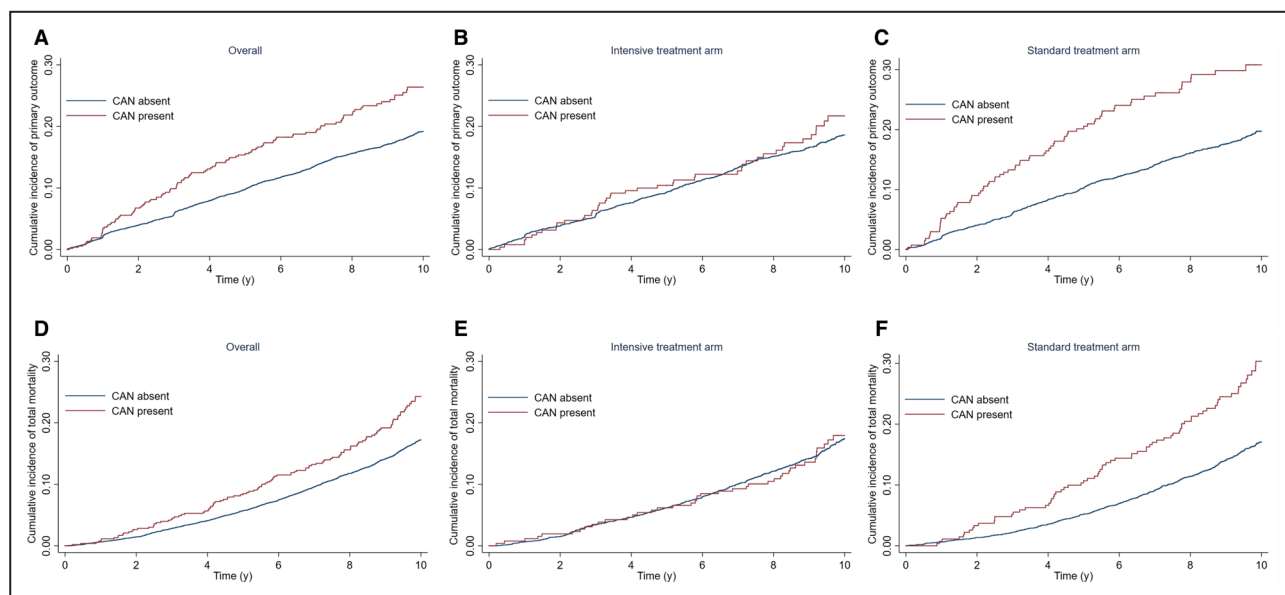 A
Overall
Cumulative incidence of primary outcome
0.00 0.10 0.20 0.30
CAN absent
CAN present
0 2 4 6 8 10
Time (y)
B
Intensive treatment arm
Cumulative incidence of primary outcome
0.00 0.10 0.20 0.30
CAN absent
CAN present
0 2 4 6 8 10
Time (y)
C
Standard treatment arm
Cumulative incidence of primary outcome
0.00 0.10 0.20 0.30
CAN absent
CAN present
0 2 4 6 8 10
Time (y)
D
Overall
Cumulative incidence of total mortality
0.00 0.10 0.20 0.30
CAN absent
CAN present
0 2 4 6 8 10
Time (y)
E
Intensive treatment arm
Cumulative incidence of total mortality
0.00 0.10 0.20 0.30
CAN absent
CAN present
0 2 4 6 8 10
Time (y)
F
Standard treatment arm
Cumulative incidence of total mortality
0.00 0.10 0.20 0.30
CAN absent
CAN present
0 2 4 6 8 10
Time (y)